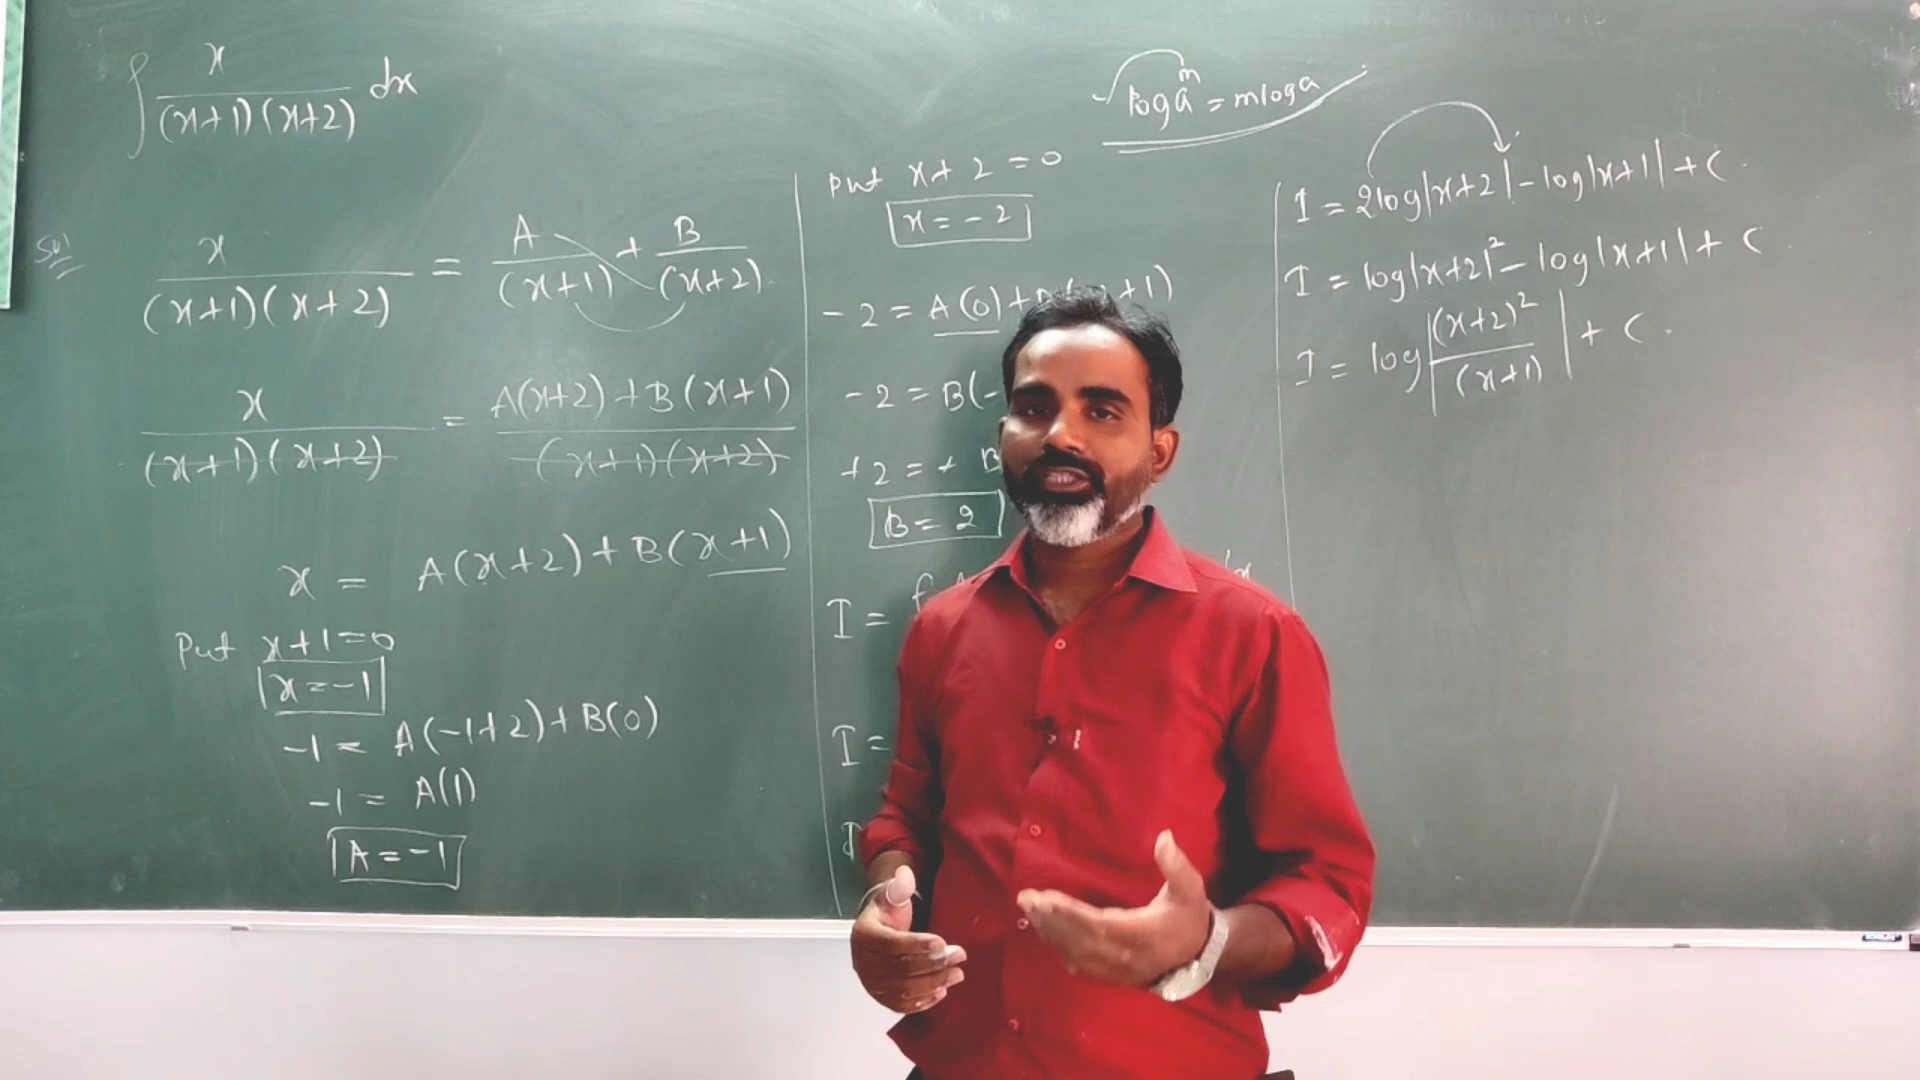 ∫ x/((x+1)(x+2)) dx
Sol
x/((x+1)(x+2)) = A/(x+1) + B/(x+2)
x/((x+1)(x+2)) = (A(x+2)+B(x+1))/((x+1)(x+2))
x = A(x+2)+B(x+1)
Put x+1=0
x=-1
-1 = A(-1+2)+B(0)
-1 = A(1)
A=-1
log a^m = m log a
put x+2=0
x=-2
-2 = A(0)+ +1)
-2 = B(-
+2 = + B
B=2
I = ∫
I =
I
I = 2log|x+2| - log|x+1| + C.
I = log|x+2|² - log|x+1| + C.
I = log|(x+2)²/(x+1)| + C.